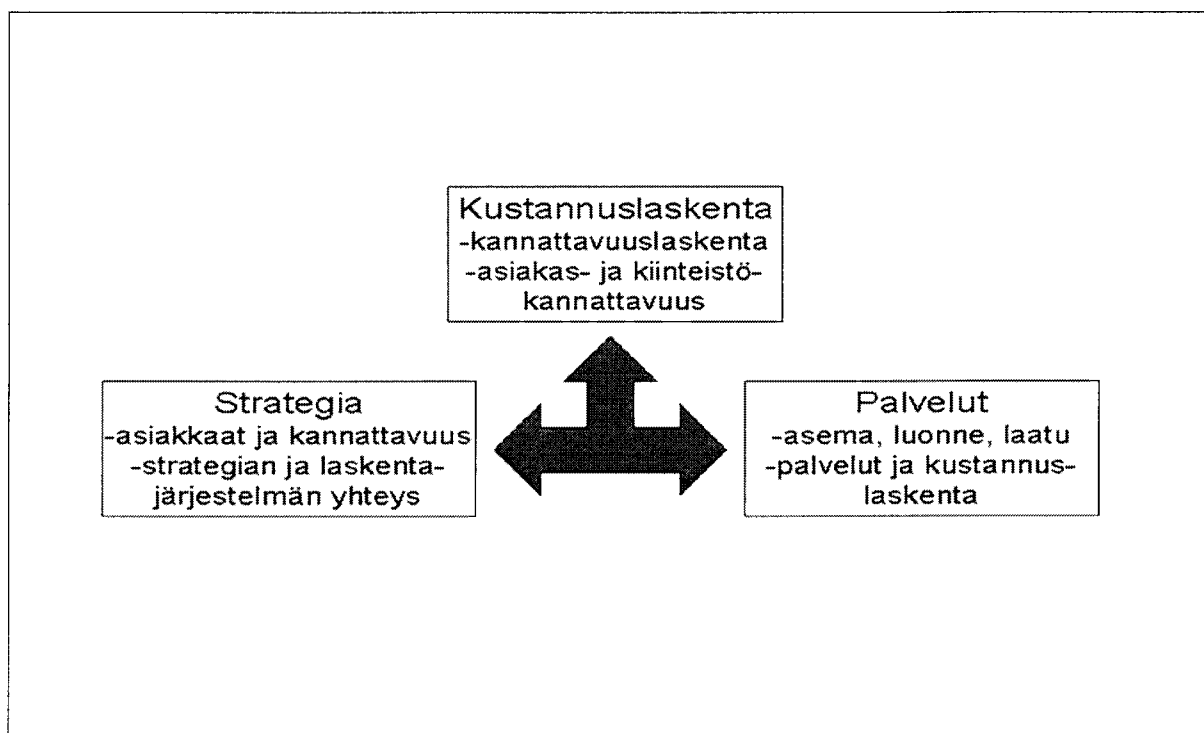 Kustannuslaskenta
-kannattavuuslaskenta
-asiakas- ja kiinteistö-
kannattavuus
Strategia
-asiakkaat ja kannattavuus
-strategian ja laskenta-
järjestelmän yhteys
Palvelut
-asema, luonne, laatu
-palvelut ja kustannus-
laskenta